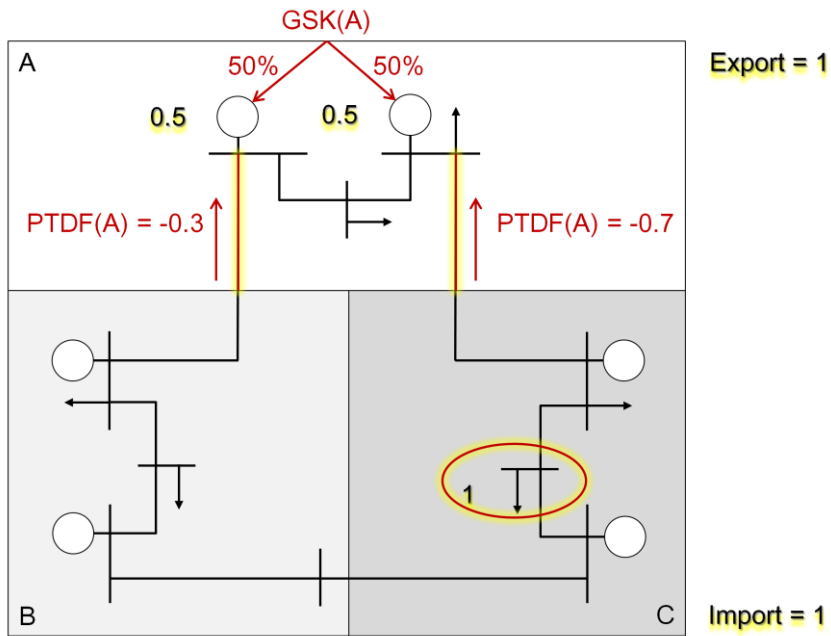 GSK(A)
A
50%
50%
Export = 1
0.5
0.5
PTDF(A) = -0.3
PTDF(A) = -0.7
1
B
C
Import = 1